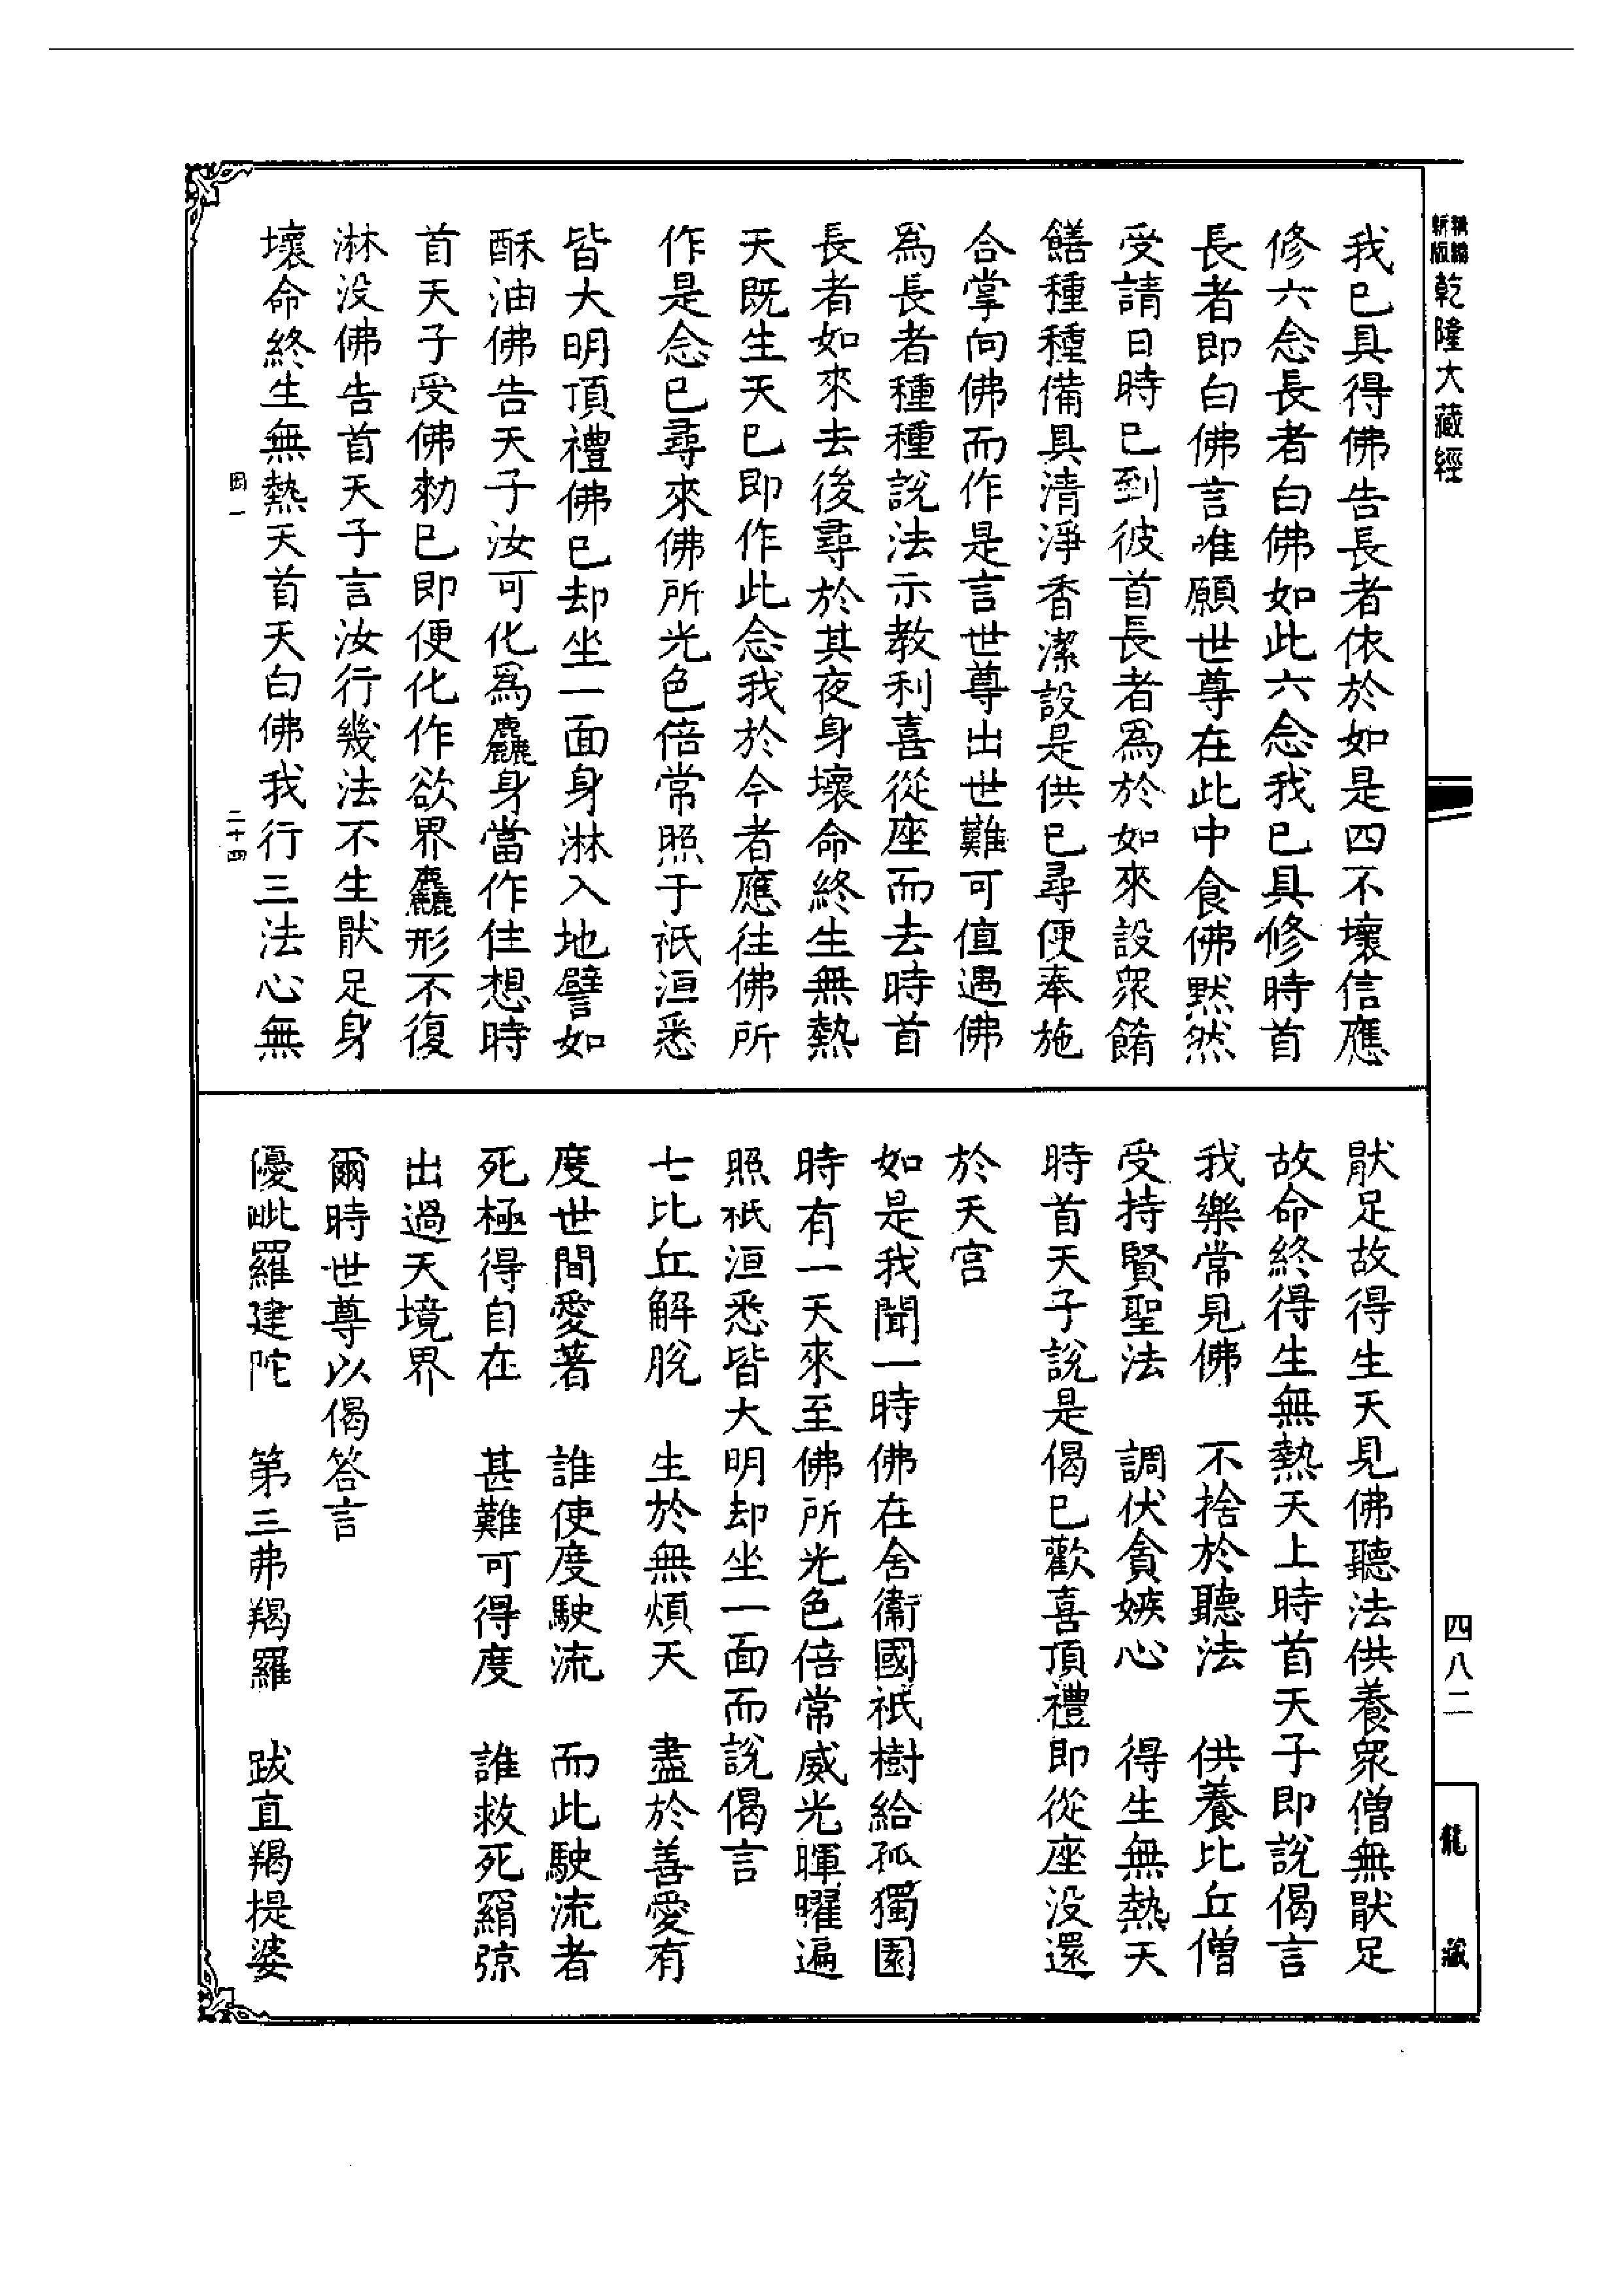 新編
新版
乾隆大藏經
我已具得佛告長者依於如是四不壞信應
修六念長者白佛如此六念我已具修時首
長者即白佛言唯願世尊在此中食佛黙然
受請日時已到彼首長者為於如來設衆餚
饍種種備具清淨香潔設是供已尋便奉施
合掌向佛而作是言世尊出世難可值遇佛
為長者種種說法示教利喜從座而去時首
長者如來去後尋於其夜身壞命終生無熱
天既生天已即作此念我於今者應往佛所
作是念已尋來佛所光色倍常照于祇洹悉
皆大明頂禮佛已却坐一面身淋入地譬如
酥油佛告天子汝可化為麤身當作住想時
首天子受佛勑已即便化作欲界麤形不復
淋没佛告首天子言汝行幾法不生猒足身
壞命終生無熱天首天白佛我行三法心無
因一
二十四
猒足故得生天見佛聽法供養衆僧無猒足
故命終得生無熱天上時首天子即說偈言
我樂常見佛　不捨於聽法　供養比丘僧
受持賢聖法　調伏貪嫉心　得生無熱天
時首天子說是偈已歡喜頂禮即從座没還
於天宫
如是我聞一時佛在舍衞國祇樹給孤獨園
時有一天來至佛所光色倍常威光暉曜遍
照祇洹悉皆大明却坐一面而說偈言
七比丘解脫　生於無煩天　盡於善愛有
度世間愛著　誰使度駛流　而此駛流者
死極得自在　甚難可得度　誰救死羂弶
出過天境界
爾時世尊以偈答言
優毗羅建陀　第三弗羯羅　跋直羯提婆
四八二
龍藏